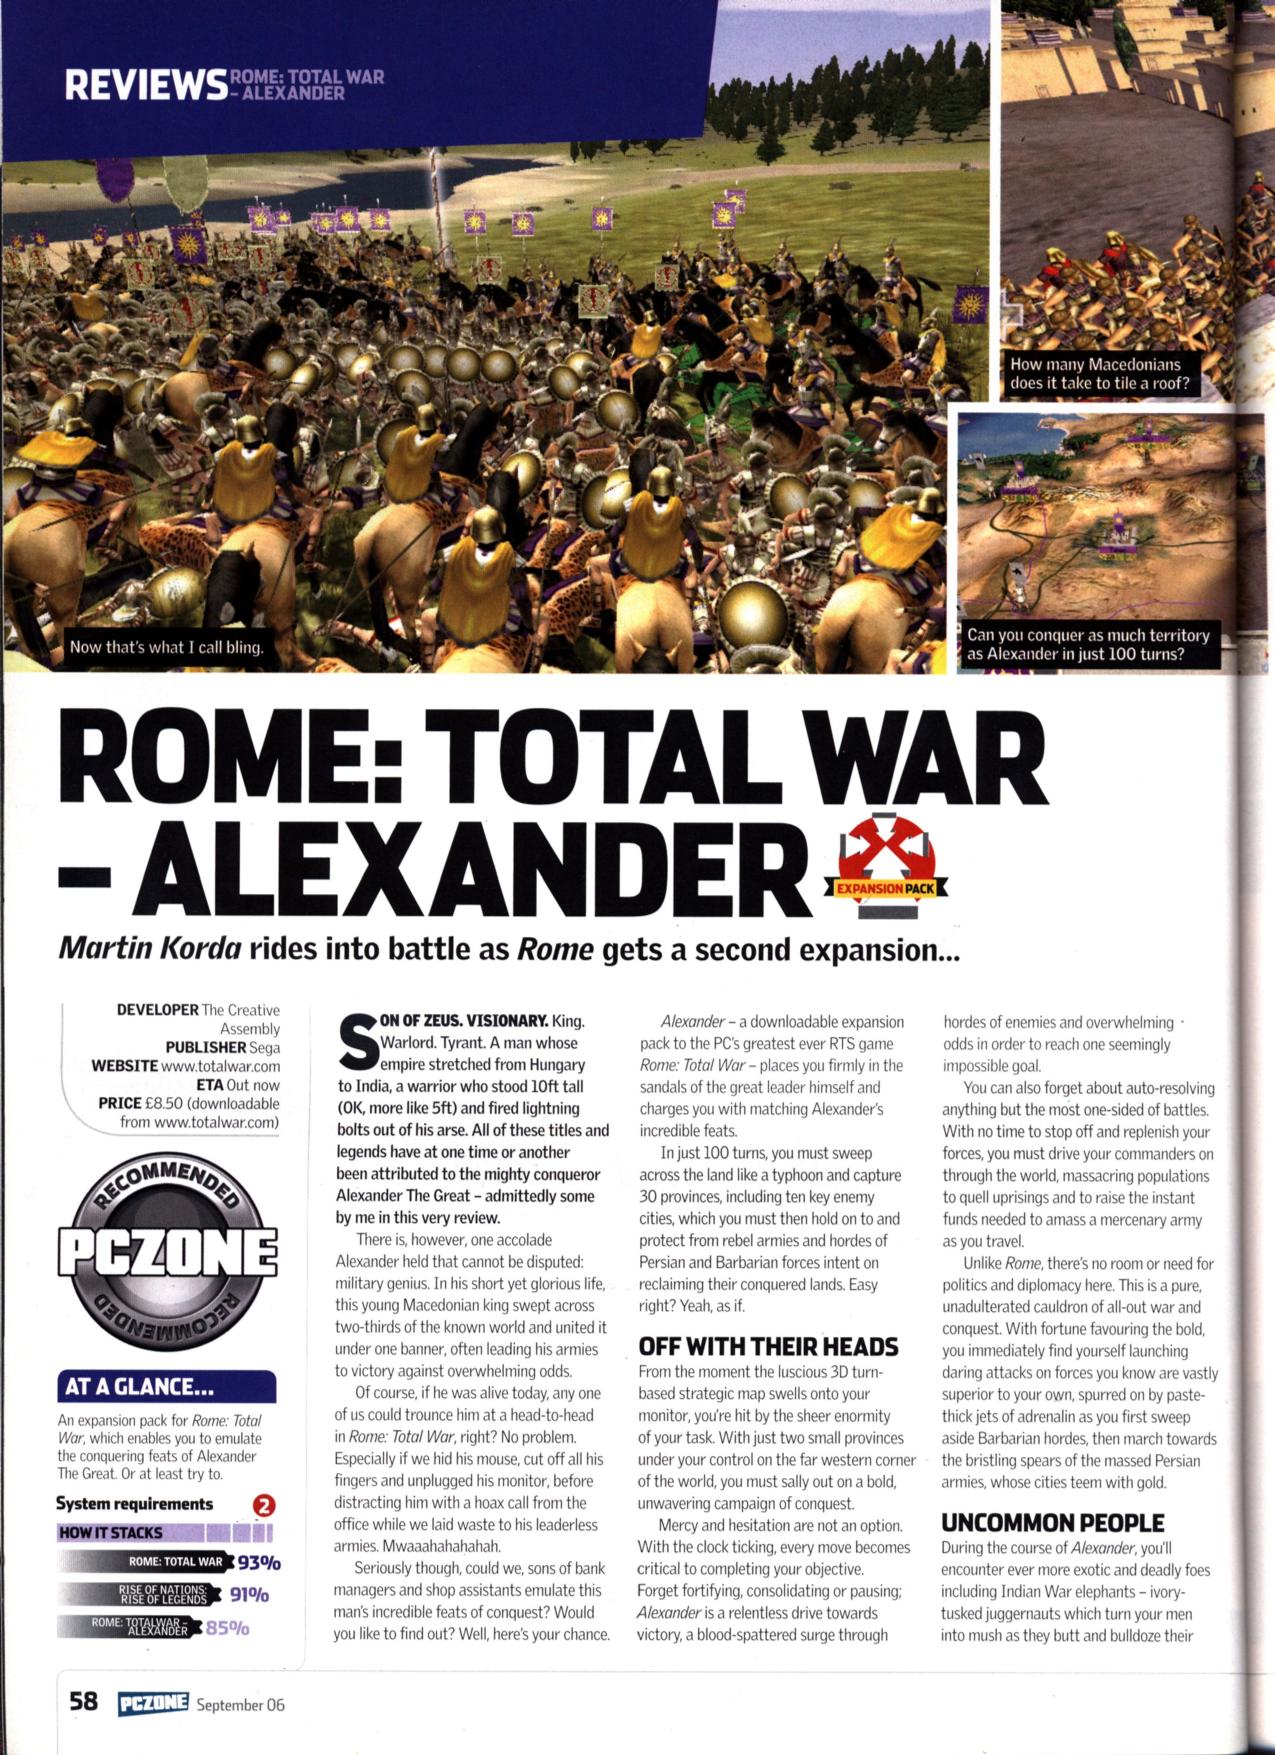 REVIEWS ROME: TOTAL WAR
– ALEXANDER
How many Macedonians
does it take to tile a roof?
Now that's what I call bling.
Can you conquer as much territory
as Alexander in just 100 turns?
ROME: TOTAL WAR
– ALEXANDER
EXPANSION PACK
Martin Korda rides into battle as Rome gets a second expansion...
DEVELOPER The Creative
Assembly
PUBLISHER Sega
WEBSITE www.totalwar.com
ETA Out now
PRICE £8.50 (downloadable
from www.totalwar.com)
RECOMMENDED
PCZONE
RECOMMENDED
AT A GLANCE...
An expansion pack for Rome: Total
War, which enables you to emulate
the conquering feats of Alexander
The Great. Or at least try to.
System requirements 2
HOW IT STACKS
ROME: TOTAL WAR 93%
RISE OF NATIONS:
RISE OF LEGENDS 91%
ROME: TOTAL WAR –
ALEXANDER 85%
SON OF ZEUS. VISIONARY. King.
Warlord. Tyrant. A man whose
empire stretched from Hungary
to India, a warrior who stood 10ft tall
(OK, more like 5ft) and fired lightning
bolts out of his arse. All of these titles and
legends have at one time or another
been attributed to the mighty conqueror
Alexander The Great – admittedly some
by me in this very review.
There is, however, one accolade
Alexander held that cannot be disputed:
military genius. In his short yet glorious life,
this young Macedonian king swept across
two-thirds of the known world and united it
under one banner, often leading his armies
to victory against overwhelming odds.
Of course, if he was alive today, any one
of us could trounce him at a head-to-head
in Rome: Total War, right? No problem.
Especially if we hid his mouse, cut off all his
fingers and unplugged his monitor, before
distracting him with a hoax call from the
office while we laid waste to his leaderless
armies. Mwaaahahahahah.
Seriously though, could we, sons of bank
managers and shop assistants emulate this
man's incredible feats of conquest? Would
you like to find out? Well, here's your chance.
Alexander – a downloadable expansion
pack to the PC's greatest ever RTS game
Rome: Total War – places you firmly in the
sandals of the great leader himself and
charges you with matching Alexander's
incredible feats.
In just 100 turns, you must sweep
across the land like a typhoon and capture
30 provinces, including ten key enemy
cities, which you must then hold on to and
protect from rebel armies and hordes of
Persian and Barbarian forces intent on
reclaiming their conquered lands. Easy
right? Yeah, as if.
OFF WITH THEIR HEADS
From the moment the luscious 3D turn-
based strategic map swells onto your
monitor, you're hit by the sheer enormity
of your task. With just two small provinces
under your control on the far western corner
of the world, you must sally out on a bold,
unwavering campaign of conquest.
Mercy and hesitation are not an option.
With the clock ticking, every move becomes
critical to completing your objective.
Forget fortifying, consolidating or pausing;
Alexander is a relentless drive towards
victory, a blood-spattered surge through
hordes of enemies and overwhelming
odds in order to reach one seemingly
impossible goal.
You can also forget about auto-resolving
anything but the most one-sided of battles.
With no time to stop off and replenish your
forces, you must drive your commanders on
through the world, massacring populations
to quell uprisings and to raise the instant
funds needed to amass a mercenary army
as you travel.
Unlike Rome, there's no room or need for
politics and diplomacy here. This is a pure,
unadulterated cauldron of all-out war and
conquest. With fortune favouring the bold,
you immediately find yourself launching
daring attacks on forces you know are vastly
superior to your own, spurred on by paste-
thick jets of adrenalin as you first sweep
aside Barbarian hordes, then march towards
the bristling spears of the massed Persian
armies, whose cities teem with gold.
UNCOMMON PEOPLE
During the course of Alexander, you'll
encounter ever more exotic and deadly foes
including Indian War elephants – ivory-
tusked juggernauts which turn your men
into mush as they butt and bulldoze their
58 PCZONE September 06